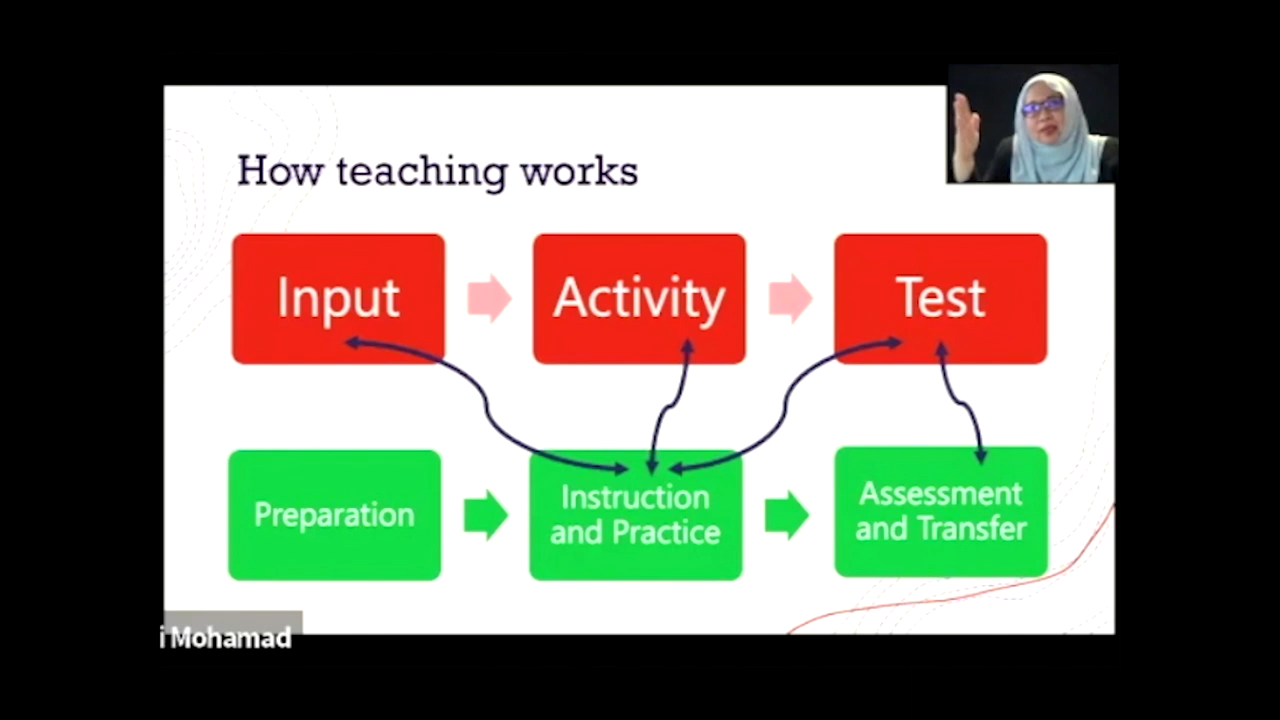 How teaching works
Input
Activity
Test
Preparation
Instruction
and Practice
Assessment
and Transfer
i Mohamad